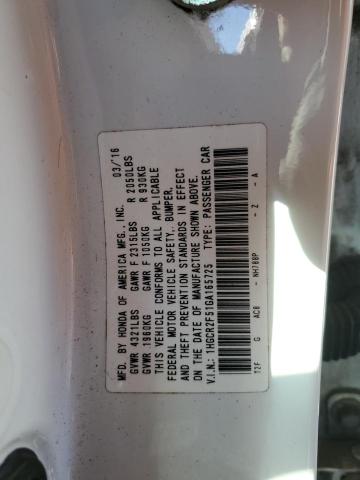 MFD. BY HONDA OF AMERICA MFG., INC. 03/16
GVWR 4321LBS GAWR F 2315LBS R 2050LBS
GVWR 1960KG GAWR F 1050KG R 930KG
THIS VEHICLE CONFORMS TO ALL APPLICABLE
FEDERAL MOTOR VEHICLE SAFETY, BUMPER,
AND THEFT PREVENTION STANDARDS IN EFFECT
ON THE DATE OF MANUFACTURE SHOWN ABOVE.
V.I.N.: 1HGCR2F51GA165725 TYPE: PASSENGER CAR
T2F G AC6 - NH788P - Z - A